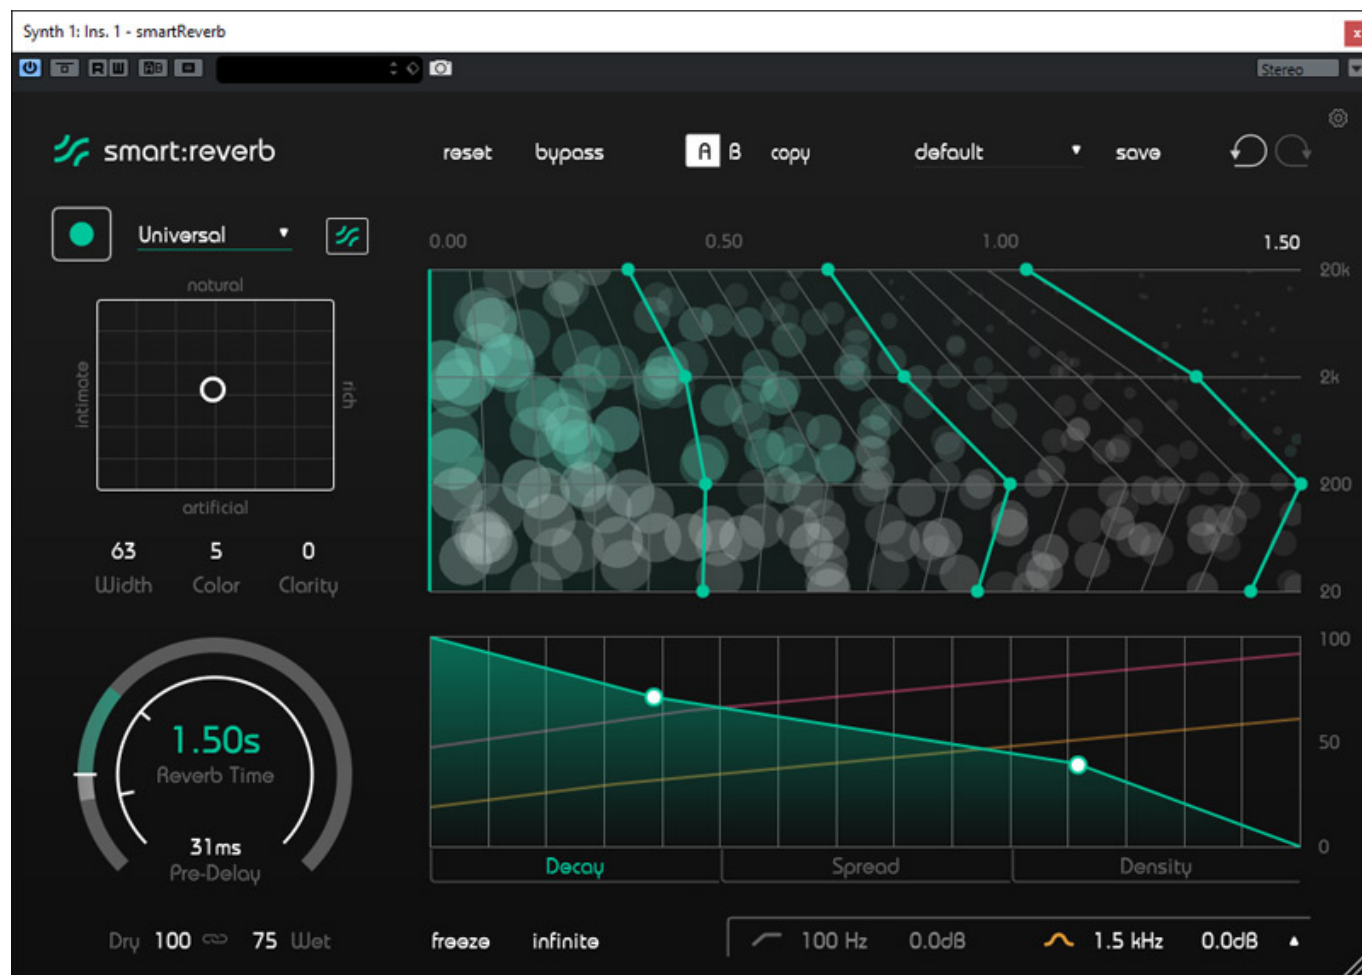 Synth 1: Ins. 1 - smartReverb
x
R W AB Stereo
smart:reverb reset bypass A B copy default save
Universal
0.00 0.50 1.00 1.50
natural
intimate
rich
artificial
20k
2k
200
20
63 5 0
Width Color Clarity
100
50
0
1.50s
Reverb Time
31ms
Pre-Delay
Decay Spread Density
Dry 100 75 Wet freeze infinite 100 Hz 0.0dB 1.5 kHz 0.0dB